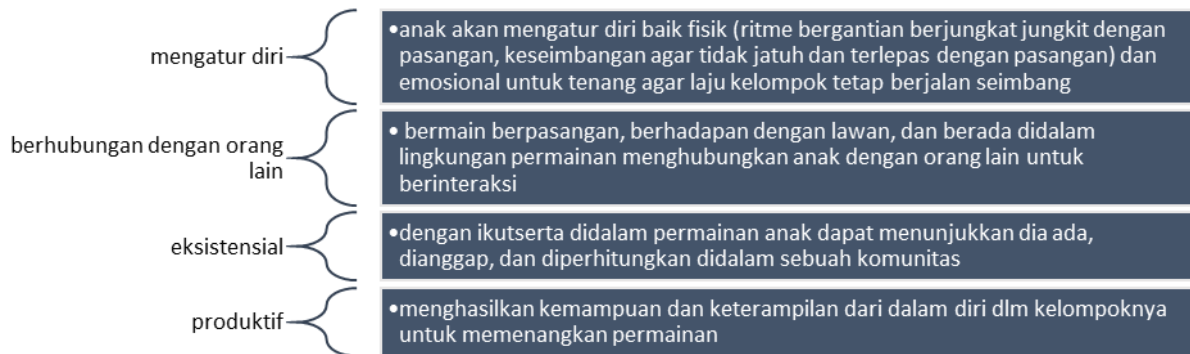 mengatur diri
•anak akan mengatur diri baik fisik (ritme bergantian berjungkat jungkit dengan
pasangan, keseimbangan agar tidak jatuh dan terlepas dengan pasangan) dan
emosional untuk tenang agar laju kelompok tetap berjalan seimbang
berhubungan dengan orang
lain
• bermain berpasangan, berhadapan dengan lawan, dan berada didalam
lingkungan permainan menghubungkan anak dengan orang lain untuk
berinteraksi
eksistensial
•dengan ikutserta didalam permainan anak dapat menunjukkan dia ada,
dianggap, dan diperhitungkan didalam sebuah komunitas
produktif
•menghasilkan kemampuan dan keterampilan dari dalam diri dlm kelompoknya
untuk memenangkan permainan